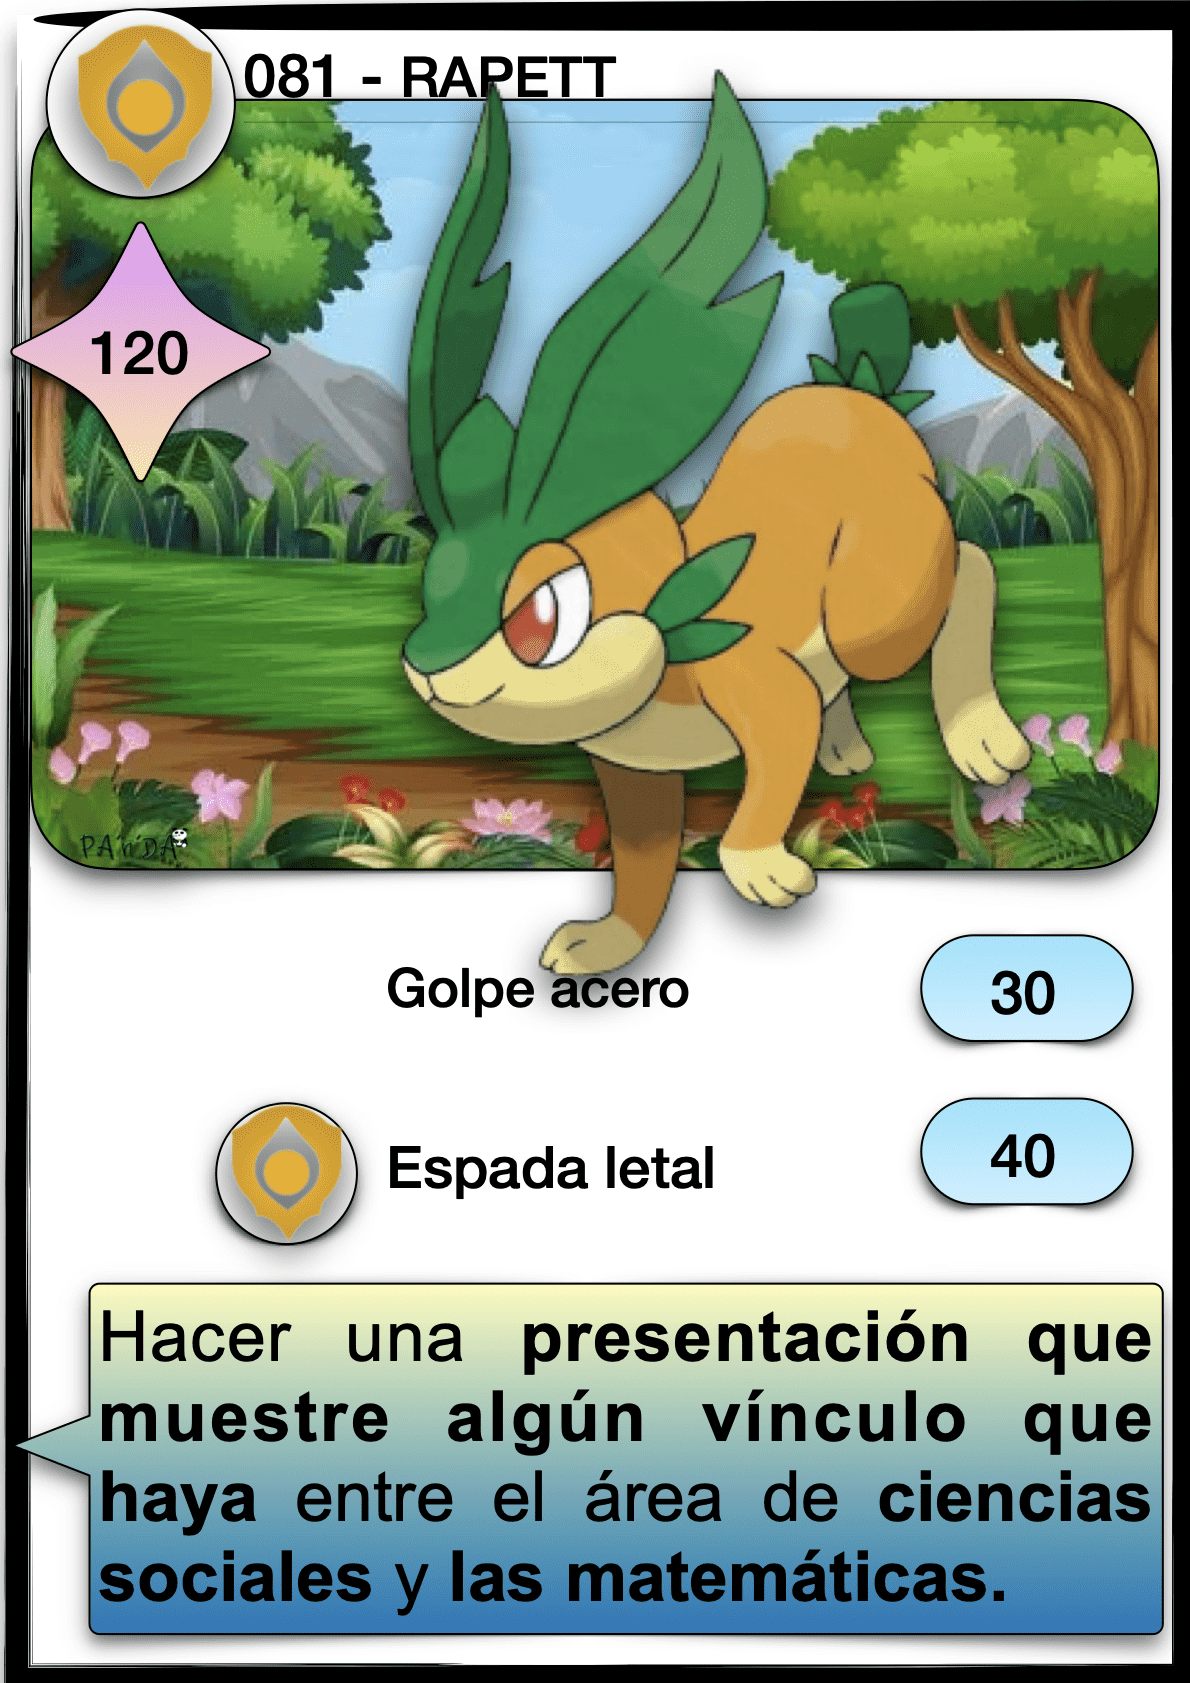 081 - RAPETT
120
PANDA
Golpe acero
30
Espada letal
40
Hacer una presentación que
muestre algún vínculo que
haya entre el área de ciencias
sociales y las matemáticas.